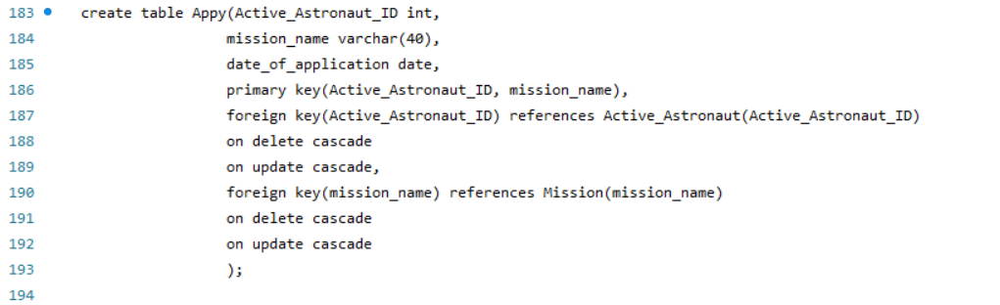 183 create table Appy(Active_Astronaut_ID int,
184 mission_name varchar(40),
185 date_of_application date,
186 primary key(Active_Astronaut_ID, mission_name),
187 foreign key(Active_Astronaut_ID) references Active_Astronaut(Active_Astronaut_ID)
188 on delete cascade
189 on update cascade,
190 foreign key(mission_name) references Mission(mission_name)
191 on delete cascade
192 on update cascade
193 );
194